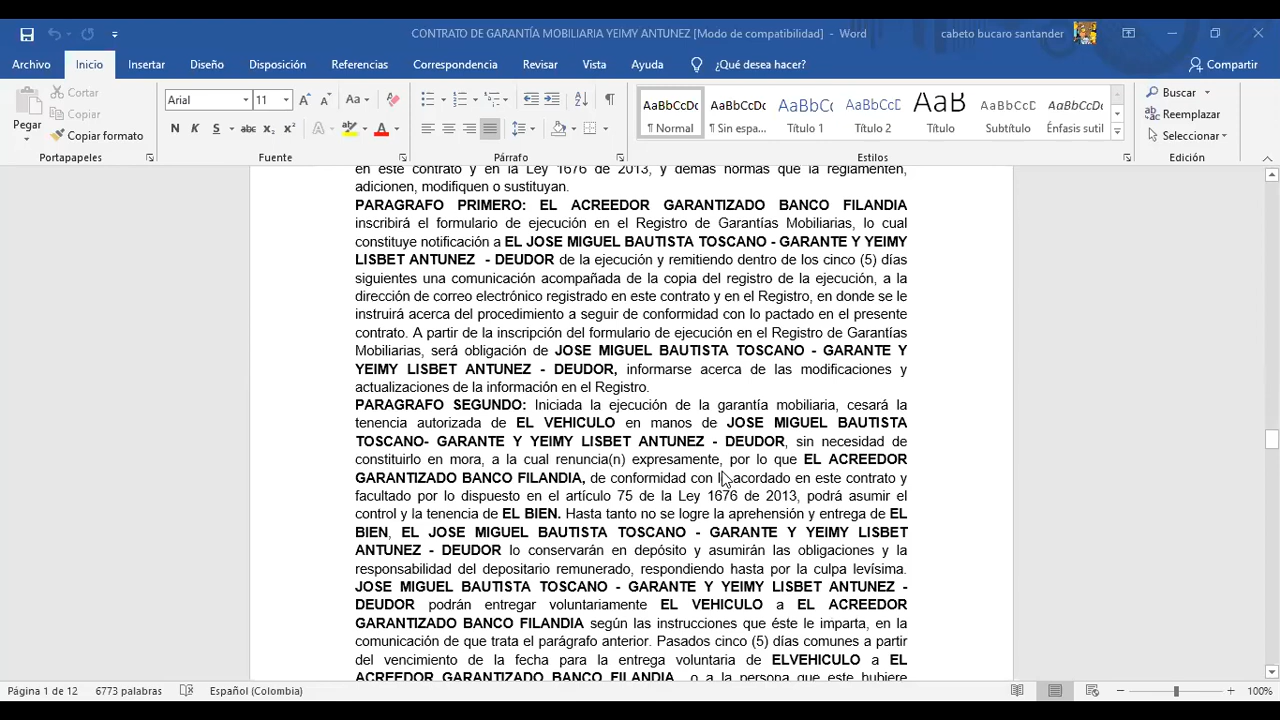 CONTRATO DE GARANTÍA MOBILIARIA YEIMY ANTUNEZ [Modo de compatibilidad] - Word
cabeto bucaro santander
Archivo Inicio Insertar Diseño Disposición Referencias Correspondencia Revisar Vista Ayuda ¿Qué desea hacer? Compartir
Pegar
Cortar
Copiar
Copiar formato
Portapapeles
Arial 11
N K S abc x₂ x²
Fuente
Párrafo
AaBbCcDc ¶ Normal
AaBbCcDc ¶ Sin espa...
AaBbCc Título 1
AaBbCcC Título 2
AaB Título
AaBbCcD Subtítulo
AaBbCcDc Énfasis sutil
Estilos
Buscar
Reemplazar
Seleccionar
Edición
en este contrato y en la Ley 1676 de 2013, y demás normas que la reglamenten,
adicionen, modifiquen o sustituyan.
PARAGRAFO PRIMERO: EL ACREEDOR GARANTIZADO BANCO FILANDIA
inscribirá el formulario de ejecución en el Registro de Garantías Mobiliarias, lo cual
constituye notificación a EL JOSE MIGUEL BAUTISTA TOSCANO - GARANTE Y YEIMY
LISBET ANTUNEZ - DEUDOR de la ejecución y remitiendo dentro de los cinco (5) días
siguientes una comunicación acompañada de la copia del registro de la ejecución, a la
dirección de correo electrónico registrado en este contrato y en el Registro, en donde se le
instruirá acerca del procedimiento a seguir de conformidad con lo pactado en el presente
contrato. A partir de la inscripción del formulario de ejecución en el Registro de Garantías
Mobiliarias, será obligación de JOSE MIGUEL BAUTISTA TOSCANO - GARANTE Y
YEIMY LISBET ANTUNEZ - DEUDOR, informarse acerca de las modificaciones y
actualizaciones de la información en el Registro.
PARAGRAFO SEGUNDO: Iniciada la ejecución de la garantía mobiliaria, cesará la
tenencia autorizada de EL VEHICULO en manos de JOSE MIGUEL BAUTISTA
TOSCANO- GARANTE Y YEIMY LISBET ANTUNEZ - DEUDOR, sin necesidad de
constituirlo en mora, a la cual renuncia(n) expresamente, por lo que EL ACREEDOR
GARANTIZADO BANCO FILANDIA, de conformidad con lo acordado en este contrato y
facultado por lo dispuesto en el artículo 75 de la Ley 1676 de 2013, podrá asumir el
control y la tenencia de EL BIEN. Hasta tanto no se logre la aprehensión y entrega de EL
BIEN, EL JOSE MIGUEL BAUTISTA TOSCANO - GARANTE Y YEIMY LISBET
ANTUNEZ - DEUDOR lo conservarán en depósito y asumirán las obligaciones y la
responsabilidad del depositario remunerado, respondiendo hasta por la culpa levísima.
JOSE MIGUEL BAUTISTA TOSCANO - GARANTE Y YEIMY LISBET ANTUNEZ -
DEUDOR podrán entregar voluntariamente EL VEHICULO a EL ACREEDOR
GARANTIZADO BANCO FILANDIA según las instrucciones que éste le imparta, en la
comunicación de que trata el parágrafo anterior. Pasados cinco (5) días comunes a partir
del vencimiento de la fecha para la entrega voluntaria de ELVEHICULO a EL
ACREEDOR GARANTIZADO BANCO FILANDIA o a la persona que este hubiere
Página 1 de 12 6773 palabras Español (Colombia) 100%